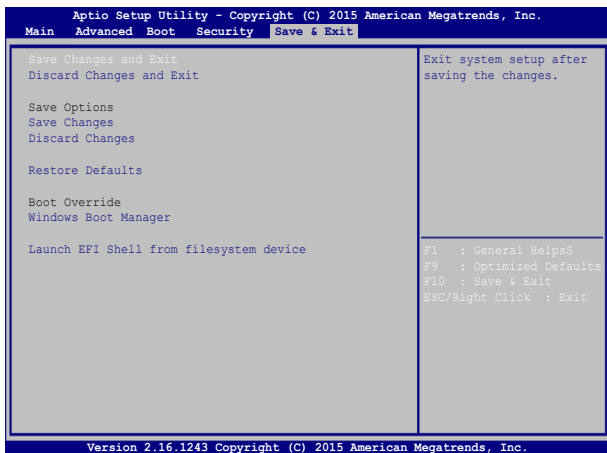 Aptio Setup Utility - Copyright (C) 2015 American Megatrends, Inc.
Main Advanced Boot Security Save & Exit
Save Changes and Exit
Discard Changes and Exit
Save Options
Save Changes
Discard Changes
Restore Defaults
Boot Override
Windows Boot Manager
Launch EFI Shell from filesystem device
Exit system setup after
saving the changes.
F1 : General HelpsS
F9 : Optimized Defaults
F10 : Save & Exit
ESC/Right Click : Exit
Version 2.16.1243 Copyright (C) 2015 American Megatrends, Inc.